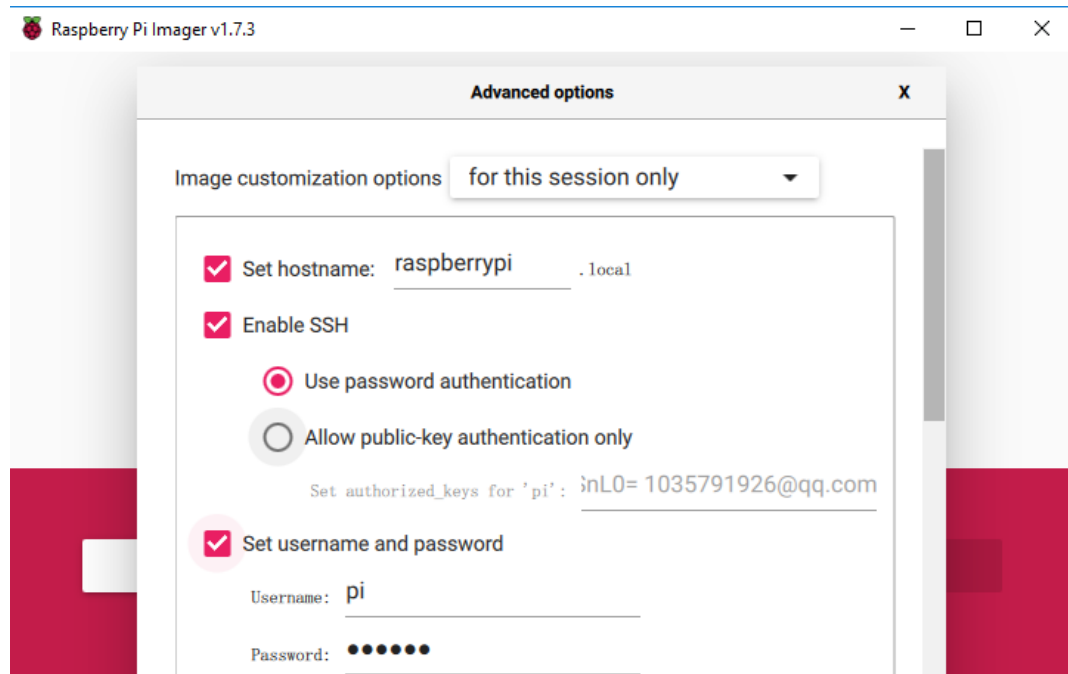 Raspberry Pi Imager v1.7.3
Advanced options X
Image customization options for this session only
Set hostname: raspberrypi .local
Enable SSH
Use password authentication
Allow public-key authentication only
Set authorized_keys for 'pi': nL0= 1035791926@qq.com
Set username and password
Username: pi
Password: ●●●●●●